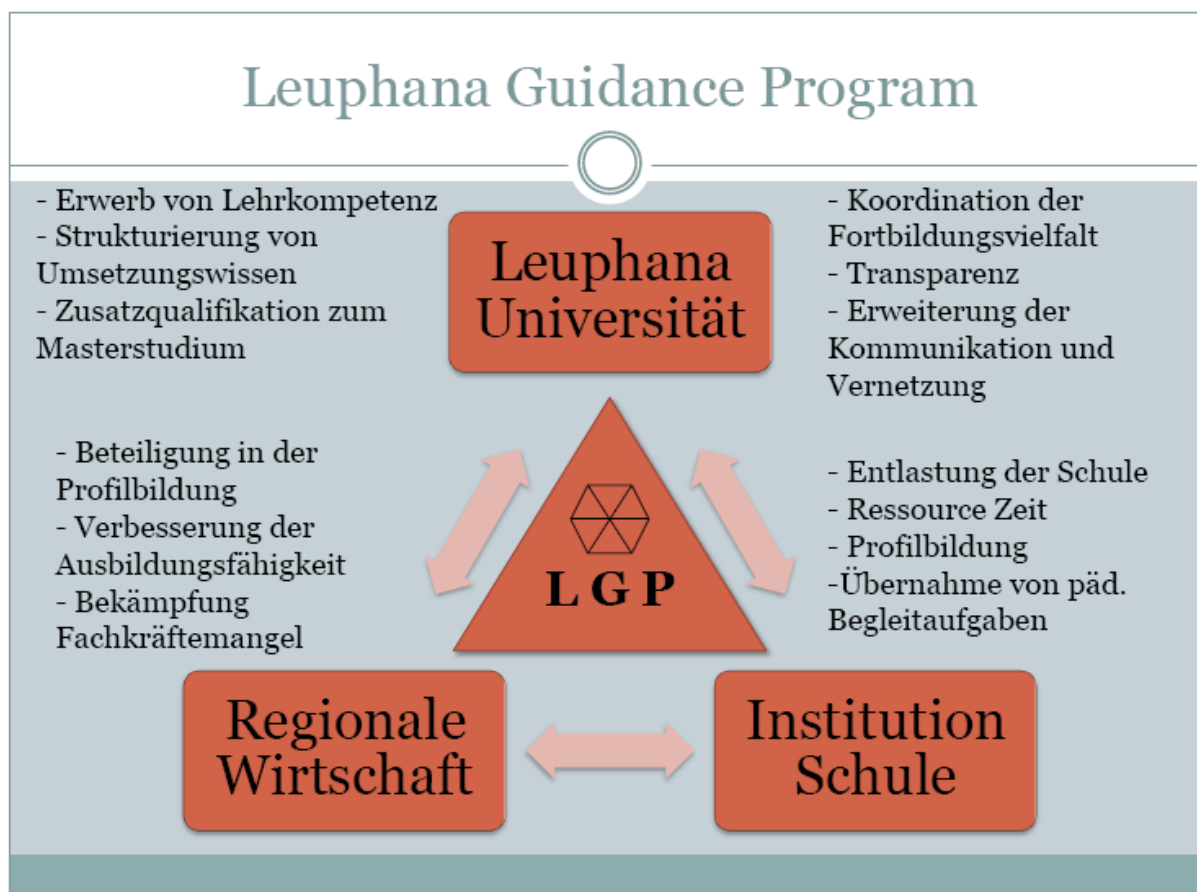 Leuphana Guidance Program
- Erwerb von Lehrkompetenz
- Strukturierung von
Umsetzungswissen
- Zusatzqualifikation zum
Masterstudium
Leuphana
Universität
- Koordination der
Fortbildungsvielfalt
- Transparenz
- Erweiterung der
Kommunikation und
Vernetzung
- Beteiligung in der
Profilbildung
- Verbesserung der
Ausbildungsfähigkeit
- Bekämpfung
Fachkräftemangel
L G P
- Entlastung der Schule
- Ressource Zeit
- Profilbildung
-Übernahme von päd.
Begleitaufgaben
Regionale
Wirtschaft
Institution
Schule